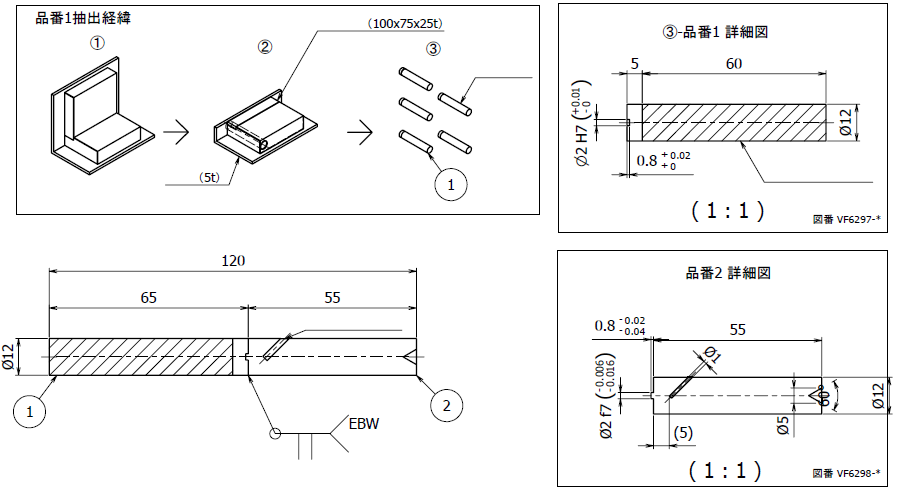 品番1抽出経緯
①
②
③
(100x75x25t)
(5t)
1
③-品番1 詳細図
5
60
Ø2 H7 (+0.01 -0)
0.8 +0.02 +0
Ø12
(1:1)
図番 VF6297-*
120
65
55
Ø12
1
2
EBW
品番2 詳細図
0.8 -0.02 -0.04
55
Ø1
Ø2 f7 (-0.006 -0.016)
(5)
Ø5
60°
Ø12
(1:1)
図番 VF6298-*